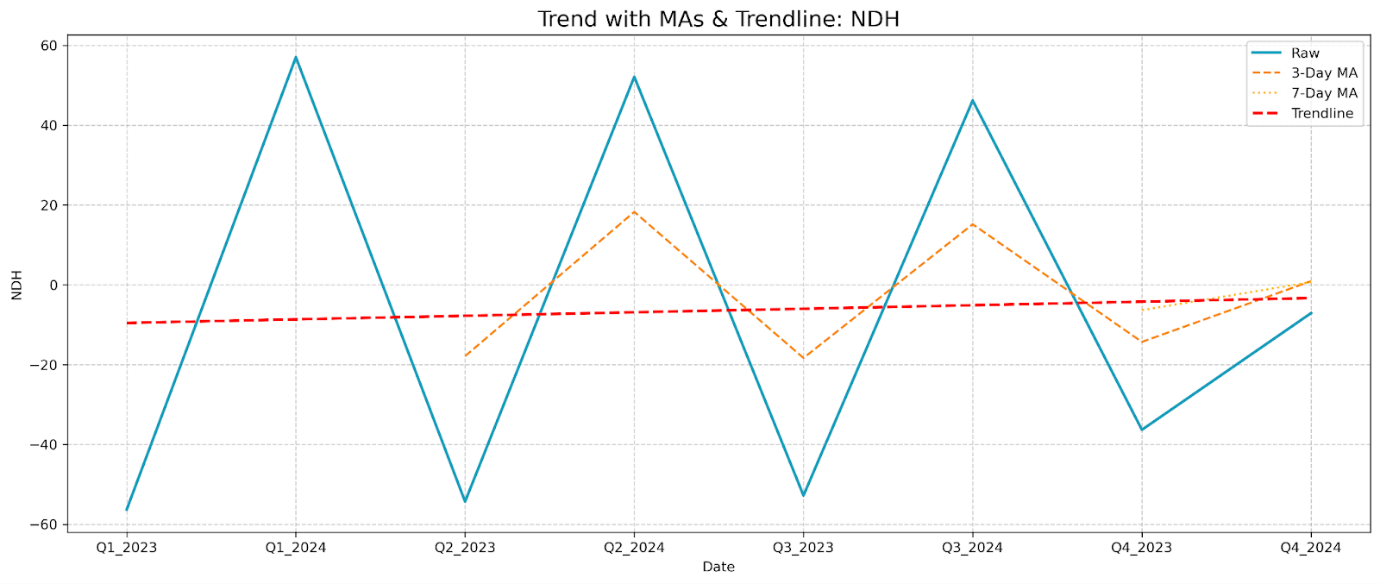 Trend with MAs & Trendline: NDH
Raw
3-Day MA
7-Day MA
Trendline
60
40
20
0
−20
−40
−60
NDH
Q1_2023
Q1_2024
Q2_2023
Q2_2024
Q3_2023
Q3_2024
Q4_2023
Q4_2024
Date